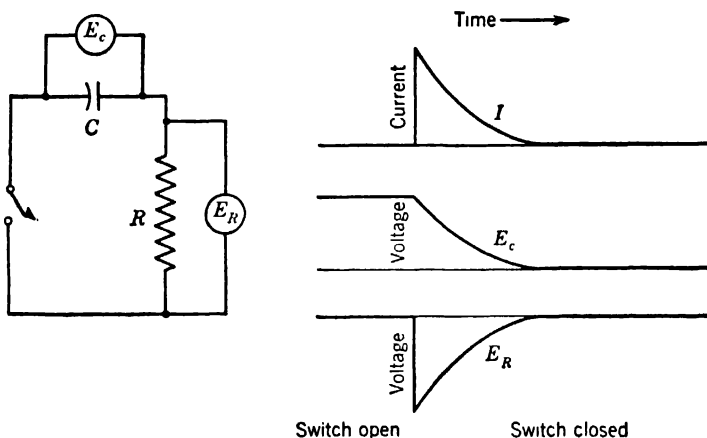 E_c
C
R
E_R
Time
Current
I
Voltage
E_c
Voltage
E_R
Switch open
Switch closed